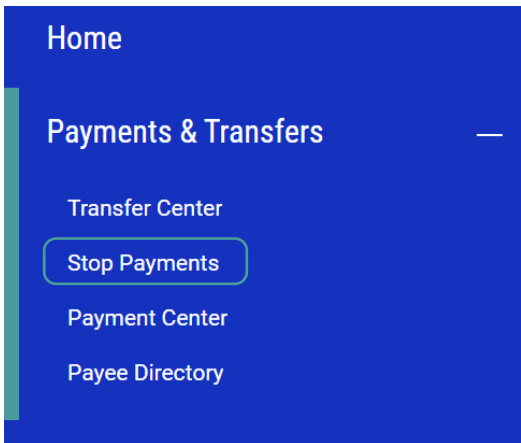 Home
Payments & Transfers
Transfer Center
Stop Payments
Payment Center
Payee Directory